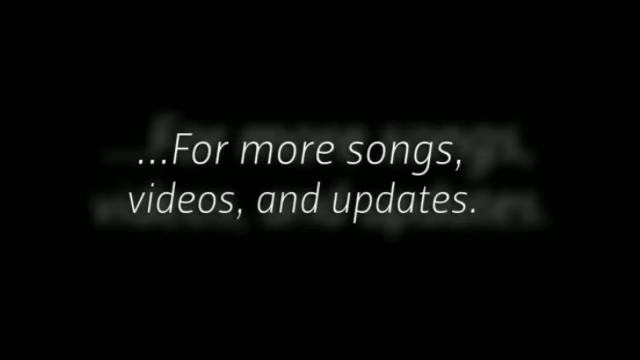 ...For more songs,
videos, and updates.